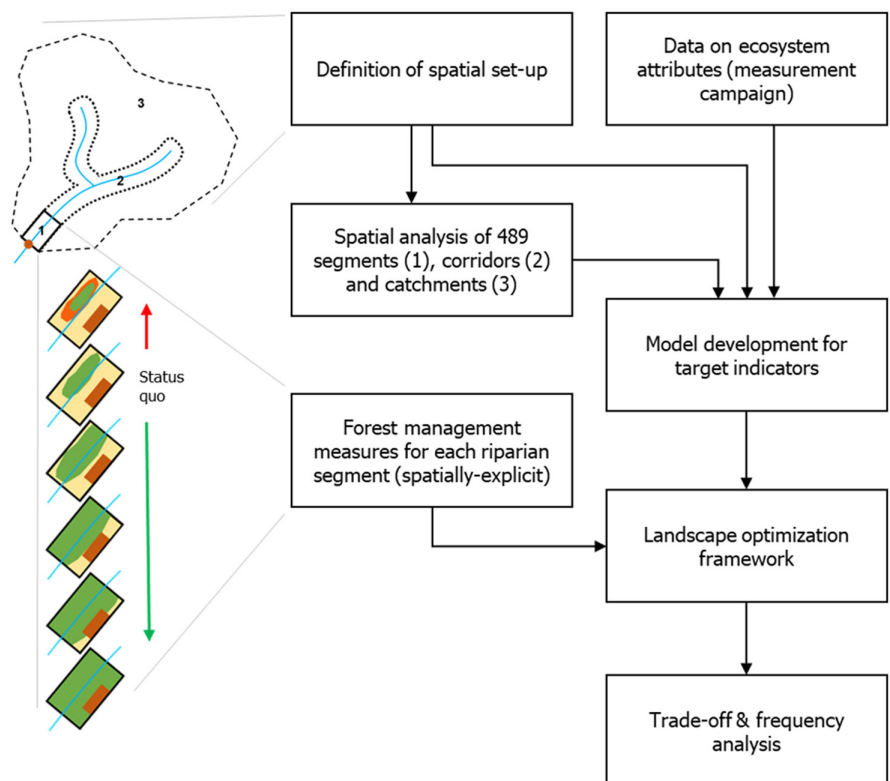 Definition of spatial set-up
Data on ecosystem
attributes (measurement
campaign)
3
2
1
Spatial analysis of 489
segments (1), corridors (2)
and catchments (3)
Model development for
target indicators
Status
quo
Forest management
measures for each riparian
segment (spatially-explicit)
Landscape optimization
framework
Trade-off & frequency
analysis